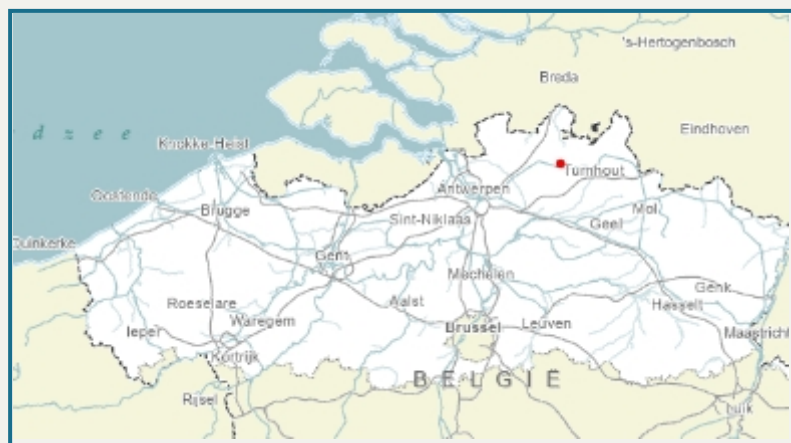 's-Hertogenbosch
Breda
d z e e
Eindhoven
Knokke-Heist
Turnhout
Antwerpen
Oostende
Brugge
Mol
Sint-Niklaas
Geel
Duinkerke
Gent
Mechelen
Genk
Roeselare
Aalst
Hasselt
Waregem
Brussel
Leuven
Ieper
Maastricht
Kortrijk
BELGIË
Rijsel
Luik